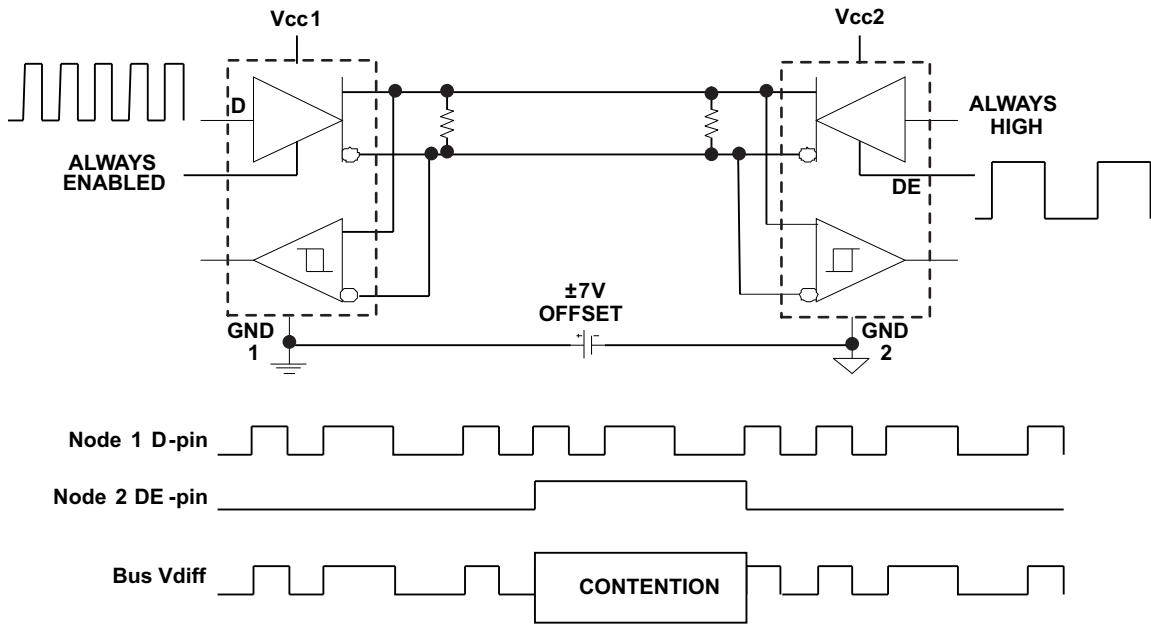 Vcc1
Vcc2
D
ALWAYS
HIGH
ALWAYS
ENABLED
DE
±7V
OFFSET
GND
1
GND
2
+
–
Node 1 D-pin
Node 2 DE-pin
Bus Vdiff
CONTENTION